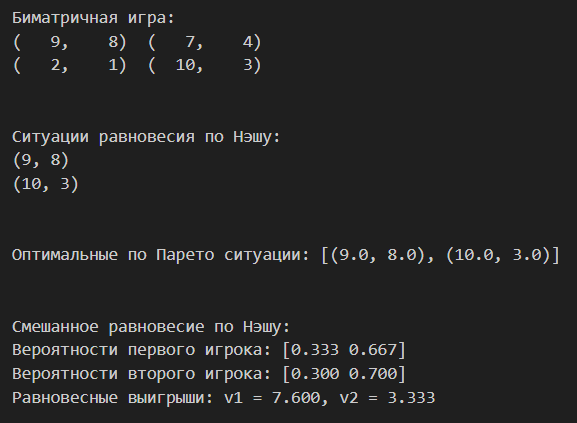 Биматричная игра:
(   9,    8)  (   7,    4)
(   2,    1)  (  10,    3)
Ситуации равновесия по Нэшу:
(9, 8)
(10, 3)
Оптимальные по Парето ситуации: [(9.0, 8.0), (10.0, 3.0)]
Смешанное равновесие по Нэшу:
Вероятности первого игрока: [0.333 0.667]
Вероятности второго игрока: [0.300 0.700]
Равновесные выигрыши: v1 = 7.600, v2 = 3.333